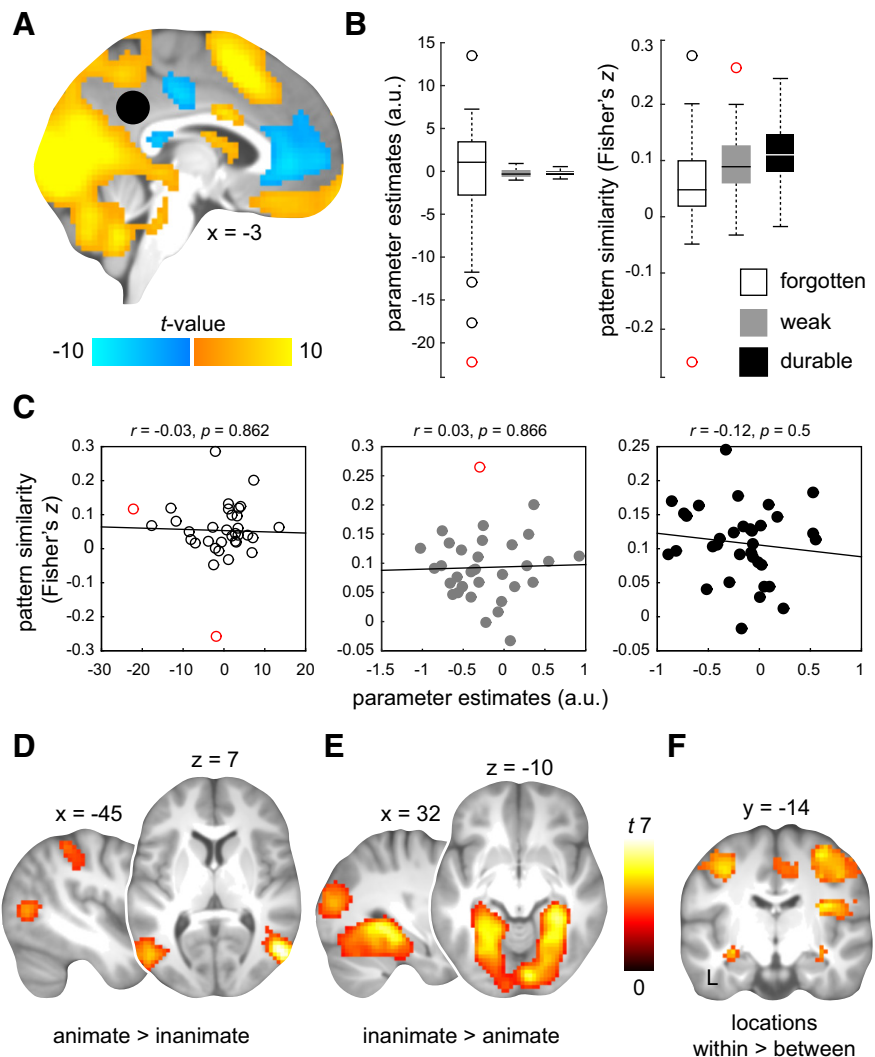 A
x = -3
t-value
-10
10
B
15
10
5
0
-5
-10
-15
-20
parameter estimates (a.u.)
0.3
0.2
0.1
0
-0.1
-0.2
pattern similarity (Fisher's z)
forgotten
weak
durable
C
r = -0.03, p = 0.862
0.3
0.2
0.1
0
-0.1
-0.2
-0.3
-30 -20 -10 0 10 20
pattern similarity
(Fisher's z)
r = 0.03, p = 0.866
0.3
0.2
0.1
0
-0.05
-1.5 -1 -0.5 0 0.5 1
r = -0.12, p = 0.5
0.25
0.2
0.15
0.1
0.05
0
-0.05
-1 -0.5 0 0.5 1
parameter estimates (a.u.)
D
x = -45
z = 7
animate > inanimate
E
x = 32
z = -10
inanimate > animate
t 7
0
F
y = -14
L
locations
within > between